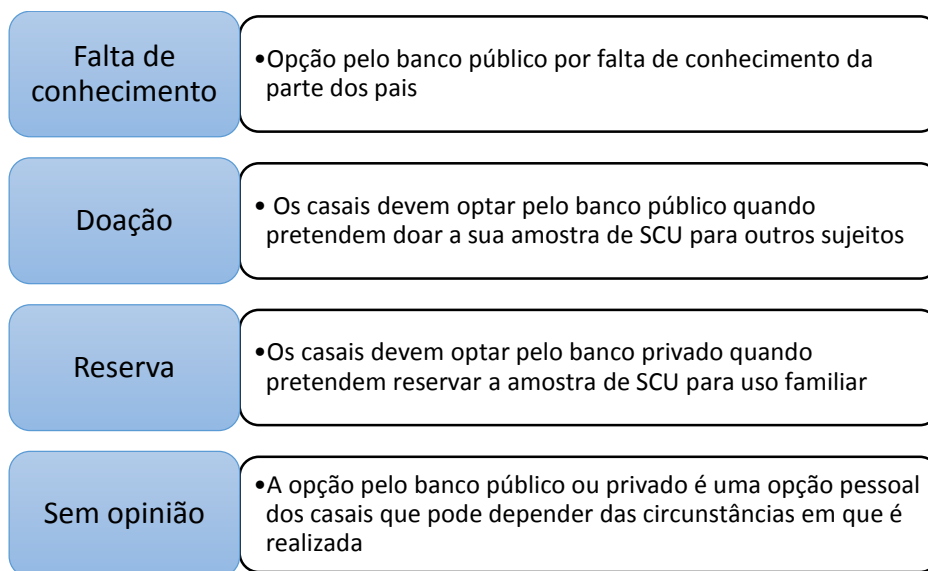 Falta de
conhecimento
•Opção pelo banco público por falta de conhecimento da
parte dos pais
Doação
• Os casais devem optar pelo banco público quando
pretendem doar a sua amostra de SCU para outros sujeitos
Reserva
•Os casais devem optar pelo banco privado quando
pretendem reservar a amostra de SCU para uso familiar
Sem opinião
•A opção pelo banco público ou privado é uma opção pessoal
dos casais que pode depender das circunstâncias em que é
realizada